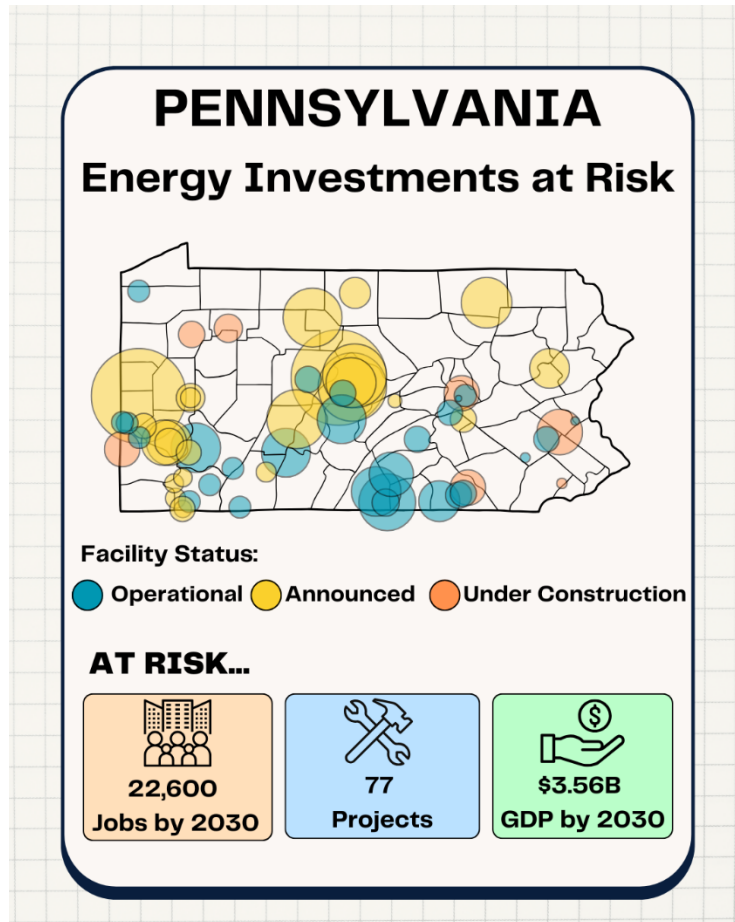 PENNSYLVANIA
Energy Investments at Risk
Facility Status:
Operational Announced Under Construction
AT RISK...
$
22,600
Jobs by 2030
77
Projects
$3.56B
GDP by 2030